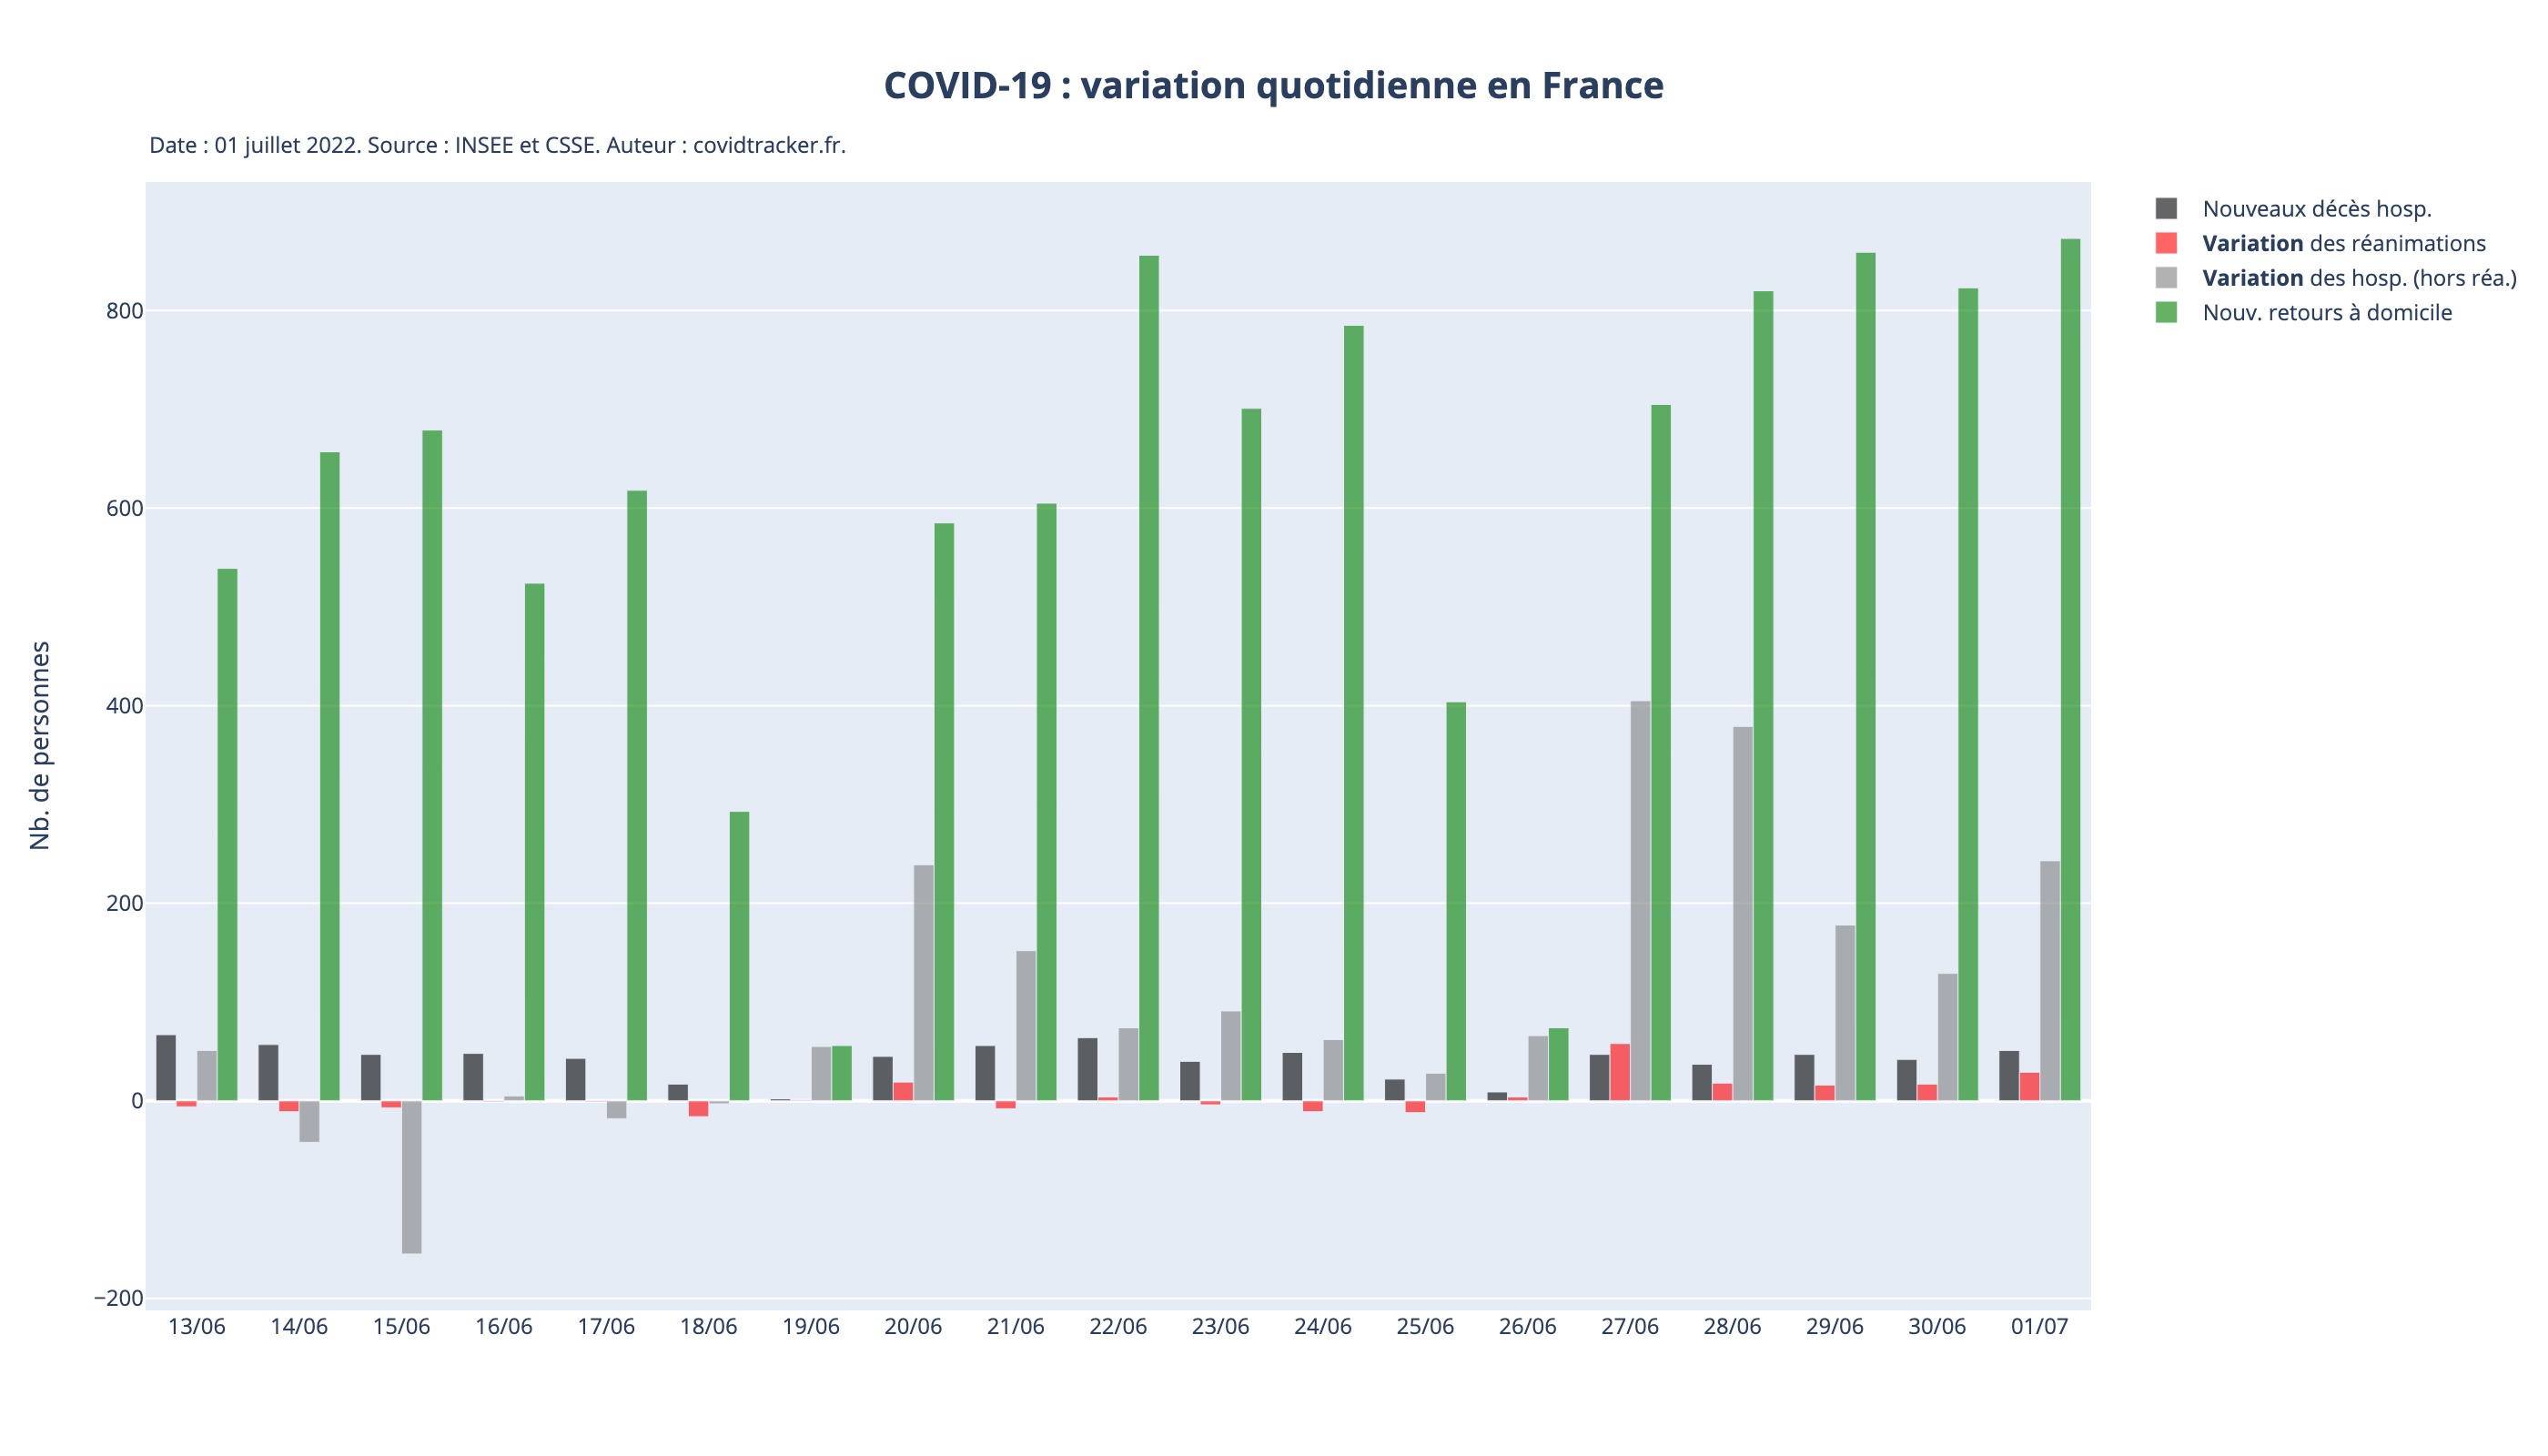 COVID-19 : variation quotidienne en France
Date : 01 juillet 2022. Source : INSEE et CSSE. Auteur : covidtracker.fr.
Nouveaux décès hosp.
Variation des réanimations
Variation des hosp. (hors réa.)
Nouv. retours à domicile
Nb. de personnes
800
600
400
200
0
−200
13/06 14/06 15/06 16/06 17/06 18/06 19/06 20/06 21/06 22/06 23/06 24/06 25/06 26/06 27/06 28/06 29/06 30/06 01/07